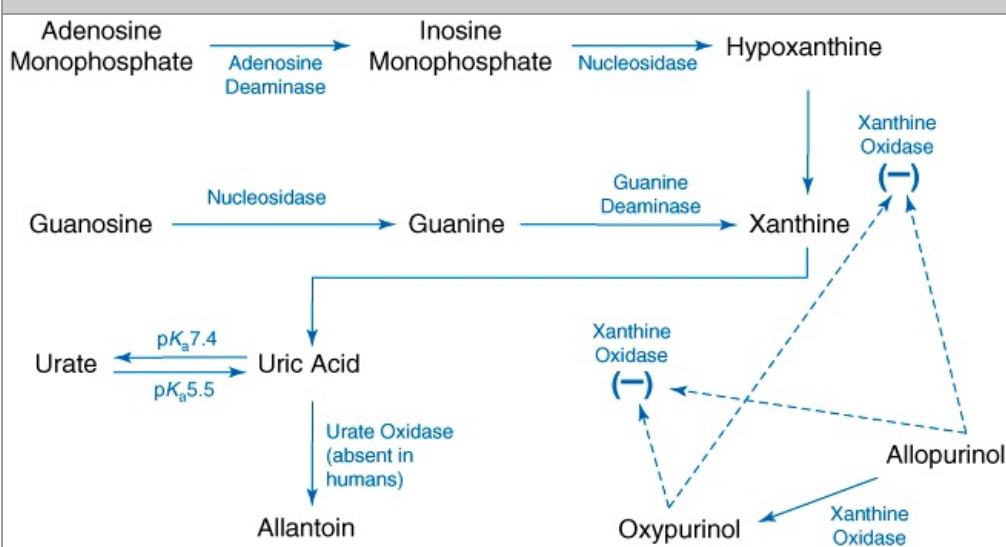 Adenosine
Monophosphate
Adenosine
Deaminase
Inosine
Monophosphate
Nucleosidase
Hypoxanthine
Xanthine
Oxidase
(−)
Guanosine
Nucleosidase
Guanine
Guanine
Deaminase
Xanthine
Urate
pKa7.4
pKa5.5
Uric Acid
Xanthine
Oxidase
(−)
Urate Oxidase
(absent in
humans)
Allopurinol
Allantoin
Oxypurinol
Xanthine
Oxidase